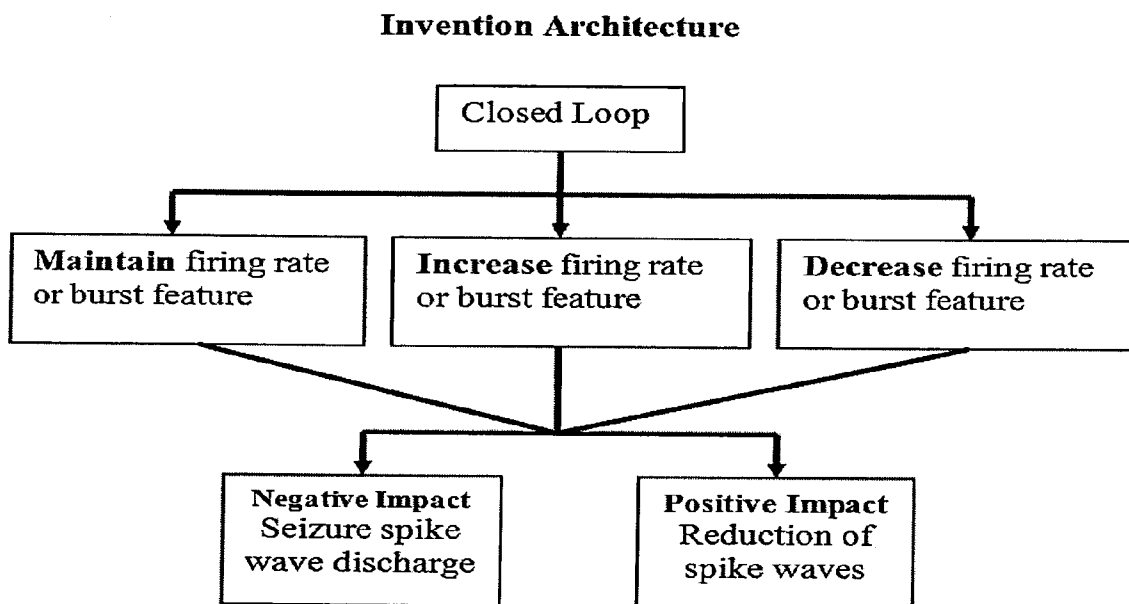 Invention Architecture
Closed Loop
Maintain firing rate
or burst feature
Increase firing rate
or burst feature
Decrease firing rate
or burst feature
Negative Impact
Seizure spike
wave discharge
Positive Impact
Reduction of
spike waves